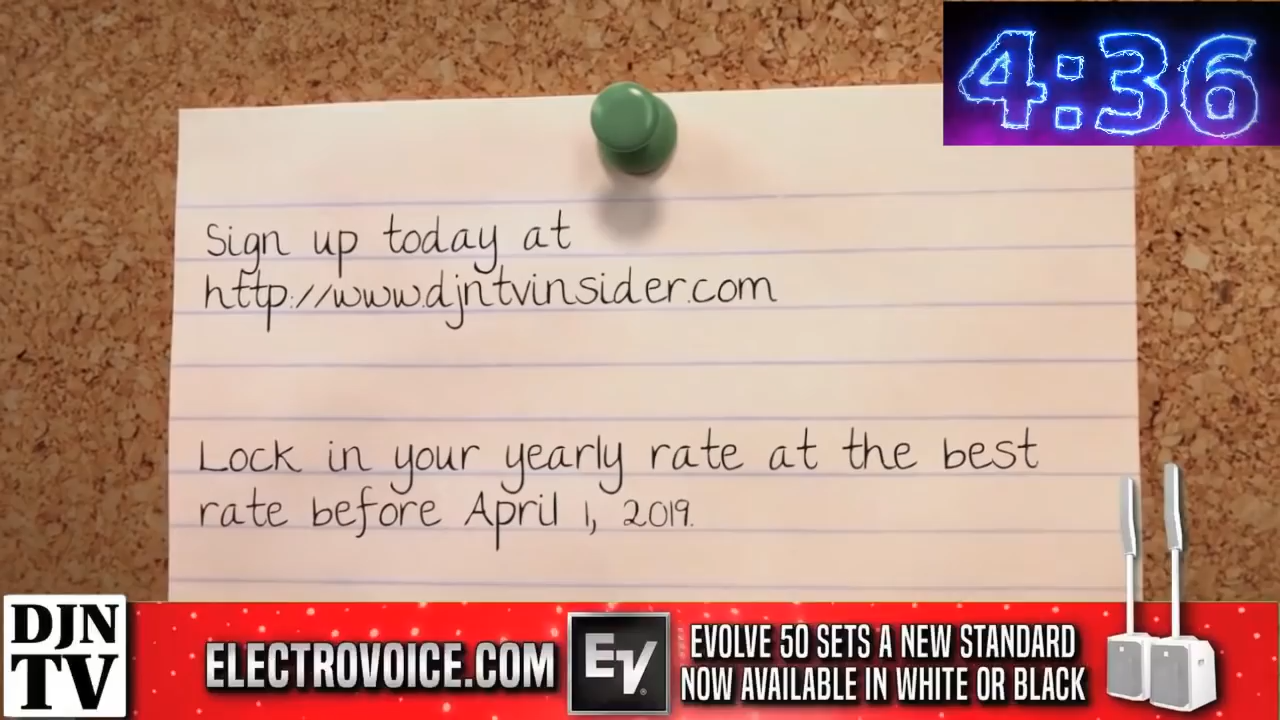 4:36
Sign up today at
http://www.djntvinsider.com
Lock in your yearly rate at the best
rate before April 1, 2019.
DJN
TV
ELECTROVOICE.COM
EV
EVOLVE 50 SETS A NEW STANDARD
NOW AVAILABLE IN WHITE OR BLACK